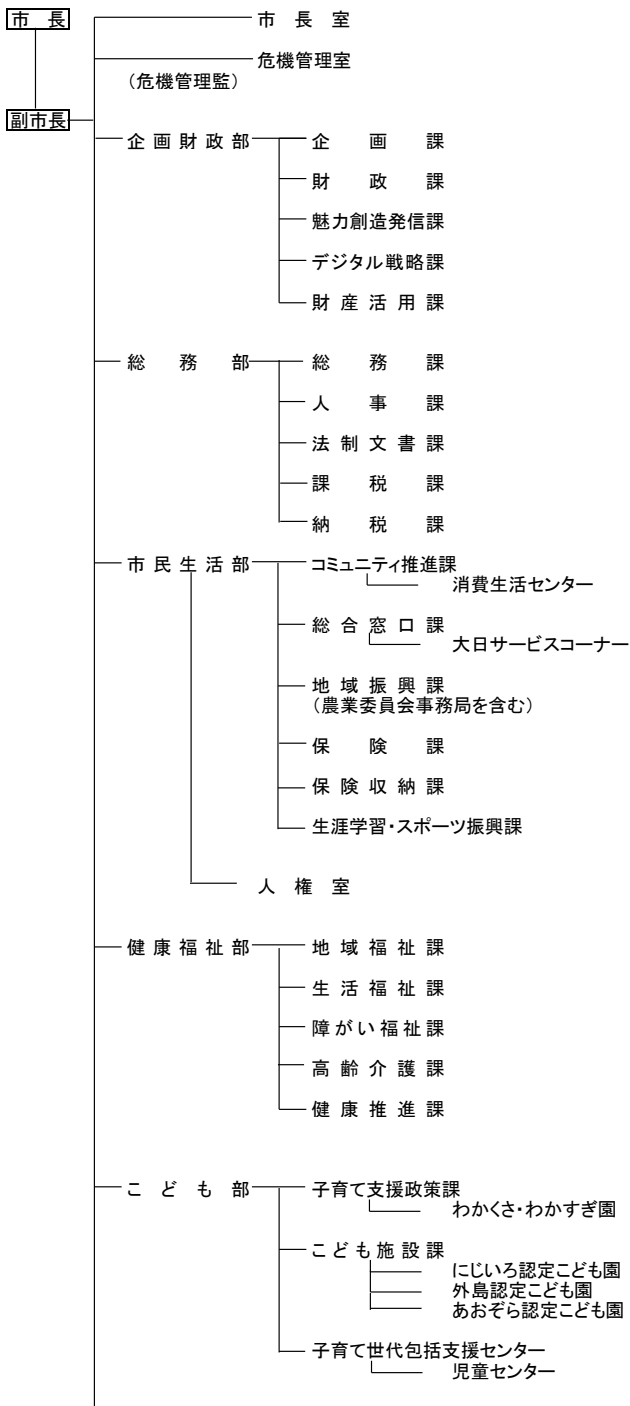 市長
市長室
危機管理室
(危機管理監)
副市長
企画財政部 企画課
財政課
魅力創造発信課
デジタル戦略課
財産活用課
総務部 総務課
人事課
法制文書課
課税課
納税課
市民生活部 コミュニティ推進課
消費生活センター
総合窓口課
大日サービスコーナー
地域振興課
(農業委員会事務局を含む)
保険課
保険収納課
生涯学習・スポーツ振興課
人権室
健康福祉部 地域福祉課
生活福祉課
障がい福祉課
高齢介護課
健康推進課
こども部 子育て支援政策課
わかくさ・わかすぎ園
こども施設課
にじいろ認定こども園
外島認定こども園
あおぞら認定こども園
子育て世代包括支援センター
児童センター